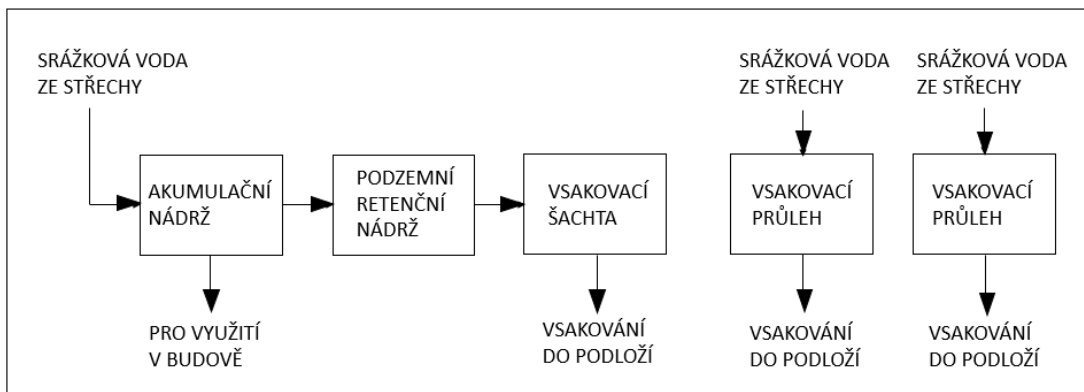 SRÁŽKOVÁ VODA
ZE STŘECHY
AKUMULAČNÍ
NÁDRŽ
PRO VYUŽITÍ
V BUDOVĚ
PODZEMNÍ
RETENČNÍ
NÁDRŽ
VSAKOVACÍ
ŠACHTA
VSAKOVÁNÍ
DO PODLOŽÍ
SRÁŽKOVÁ VODA
ZE STŘECHY
VSAKOVACÍ
PRŮLEH
VSAKOVÁNÍ
DO PODLOŽÍ
SRÁŽKOVÁ VODA
ZE STŘECHY
VSAKOVACÍ
PRŮLEH
VSAKOVÁNÍ
DO PODLOŽÍ